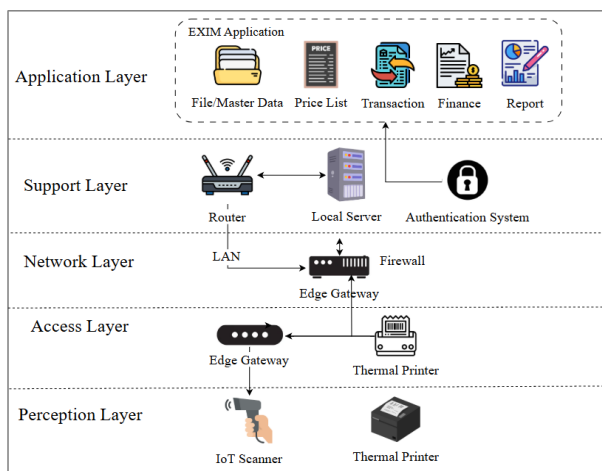 EXIM Application
PRICE
Application Layer
File/Master Data
Price List
Transaction
Finance
Report
Support Layer
Router
Local Server
Authentication System
LAN
Network Layer
Firewall
Edge Gateway
Access Layer
Edge Gateway
Thermal Printer
Perception Layer
IoT Scanner
Thermal Printer